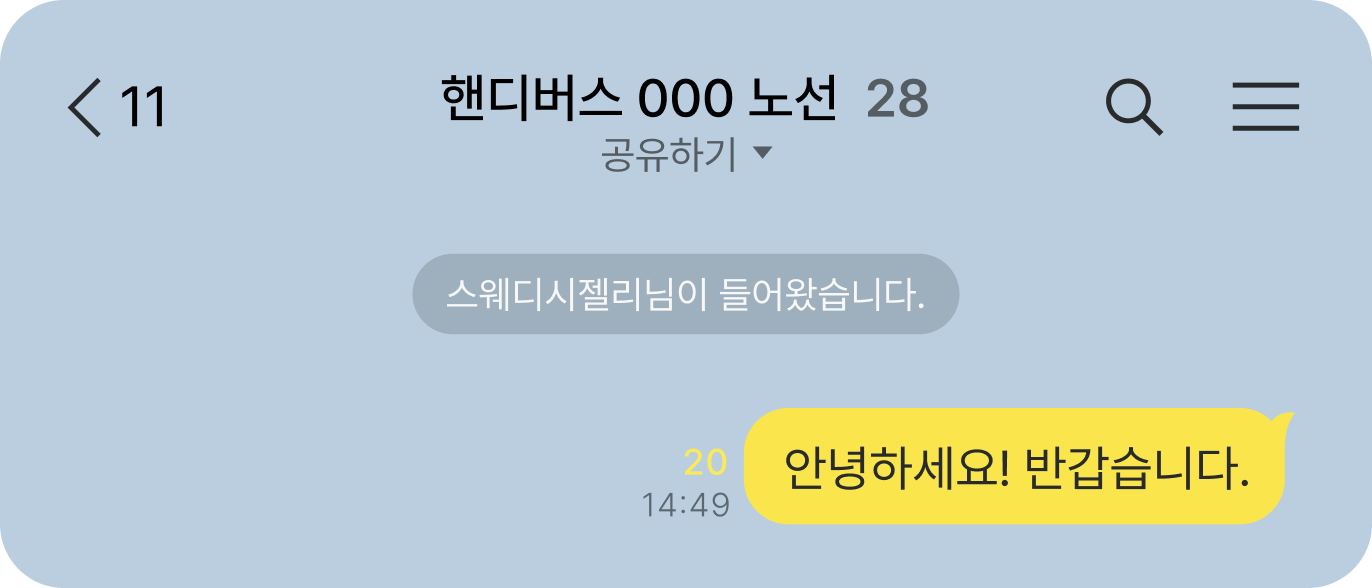 11
핸디버스 000 노선 28
공유하기
스웨디시젤리님이 들어왔습니다.
안녕하세요! 반갑습니다.
20
14:49